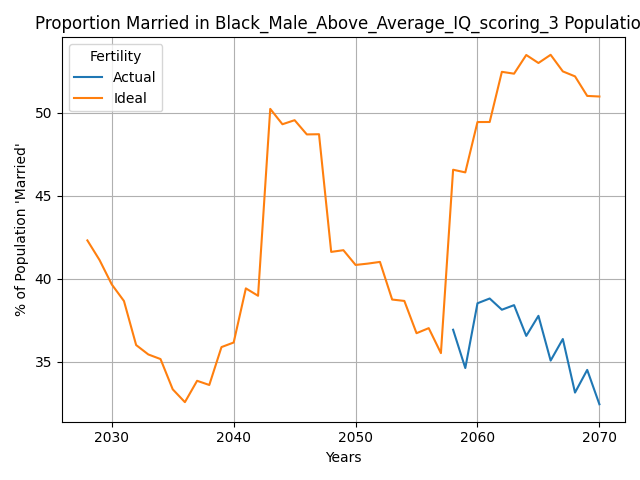 Proportion Married in Black_Male_Above_Average_IQ_scoring_3 Populatio
Fertility
Actual
Ideal
% of Population 'Married'
50
45
40
35
2030 2040 2050 2060 2070
Years